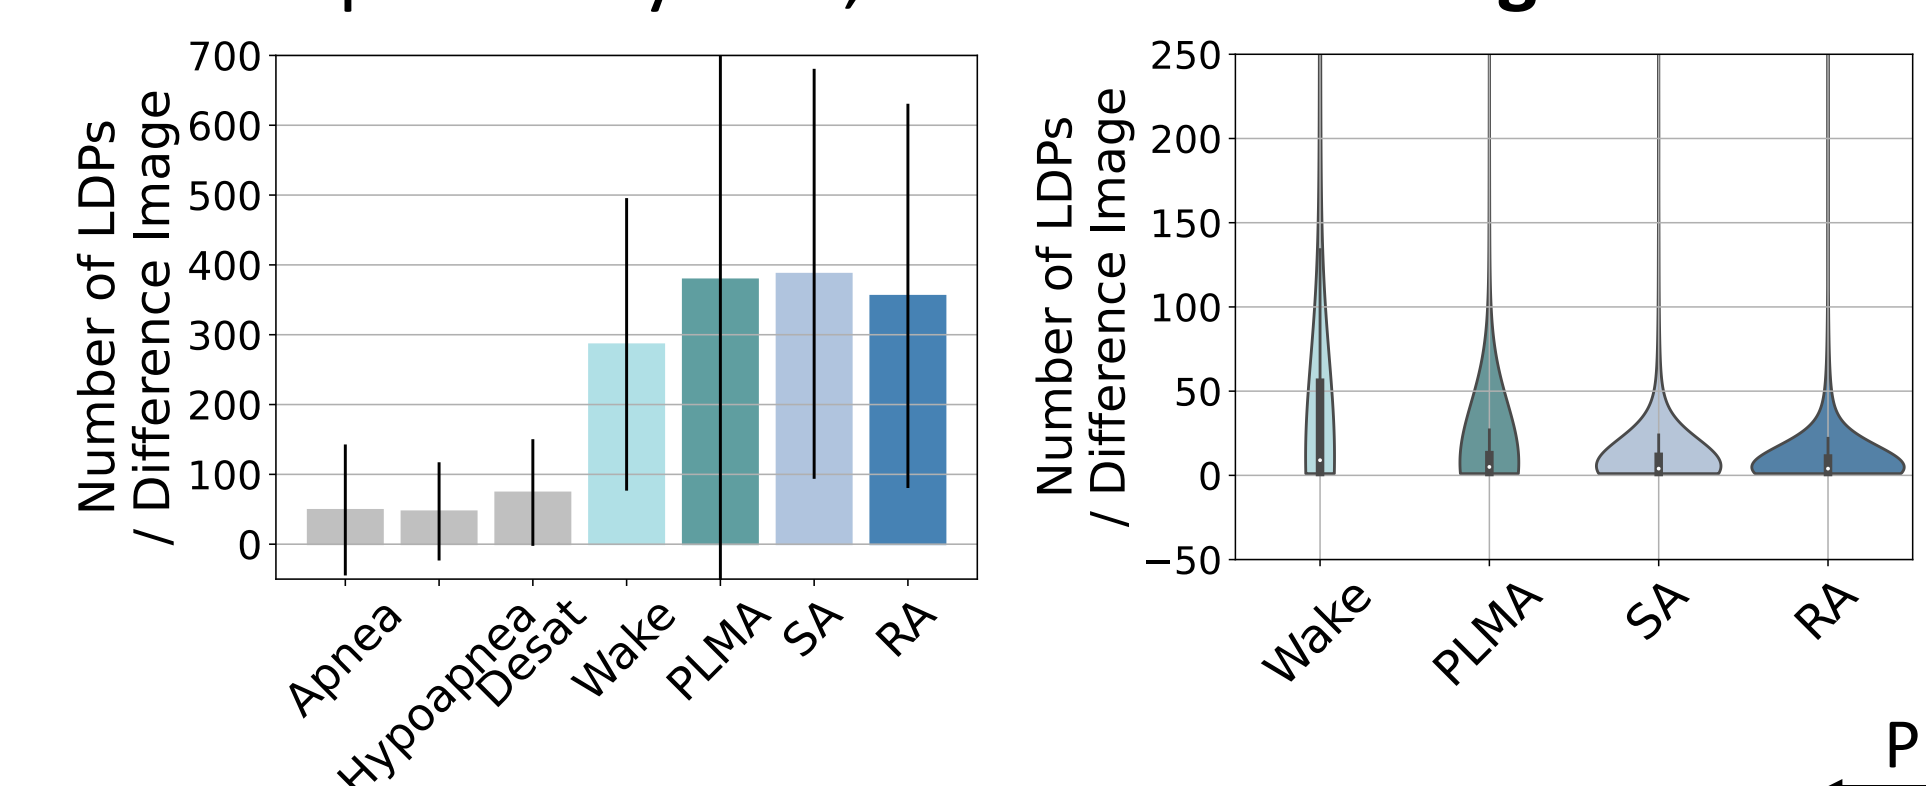 700
600
500
400
300
200
100
0
Number of LDPs
/ Difference Image
Apnea
Hypoapnea
Desat
Wake
PLMA
SA
RA
250
200
150
100
50
0
−50
Number of LDPs
/ Difference Image
Wake
PLMA
SA
RA
P